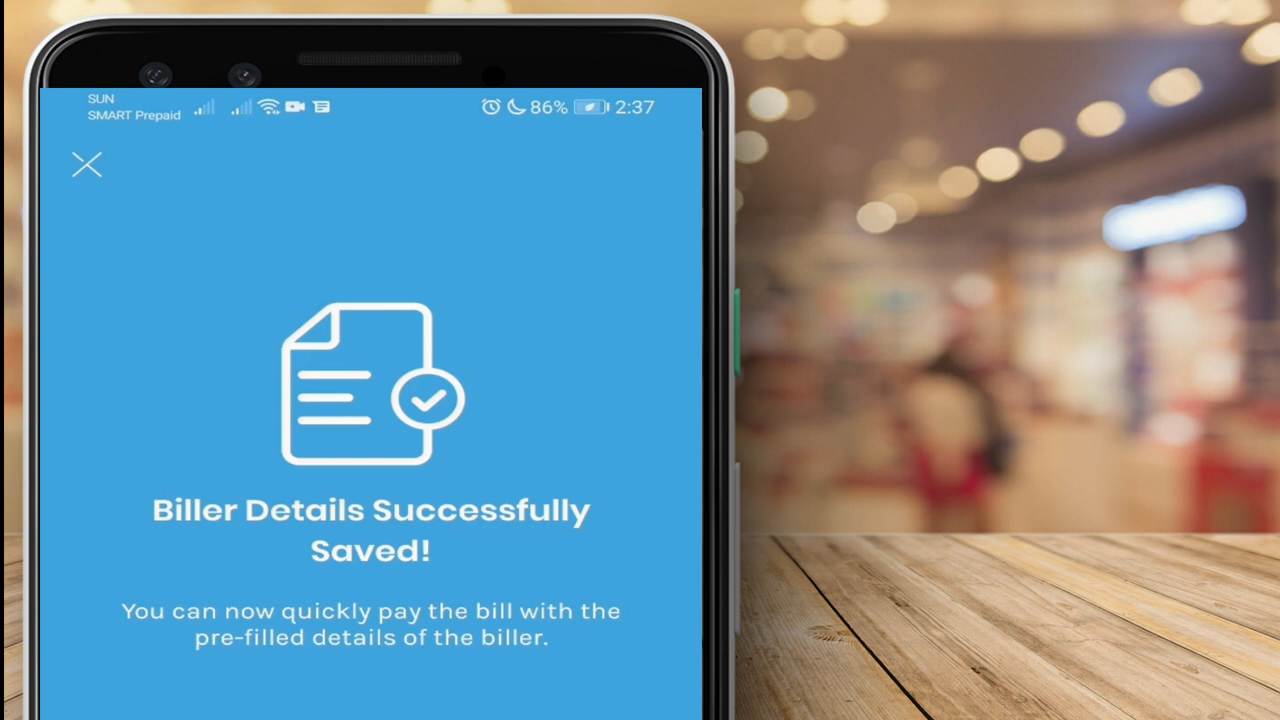 SUN
SMART Prepaid
86% 2:37
Biller Details Successfully
Saved!
You can now quickly pay the bill with the
pre-filled details of the biller.